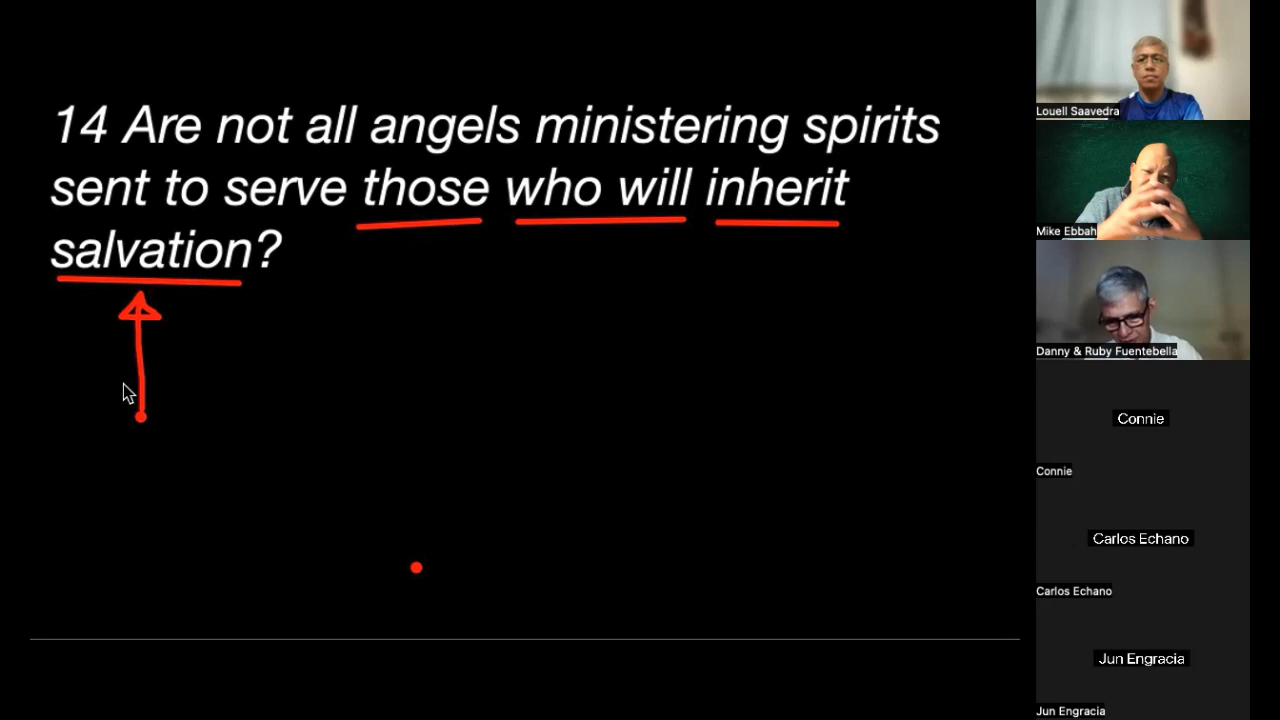 14 Are not all angels ministering spirits
sent to serve those who will inherit
salvation?
Louell Saavedra
Mike Ebbah
Danny & Ruby Fuentebella
Connie
Connie
Carlos Echano
Carlos Echano
Jun Engracia
Jun Engracia